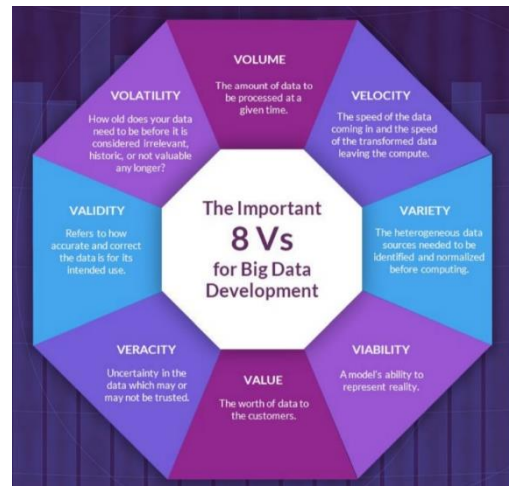 VOLUME
The amount of data to
be processed at a
given time.
VELOCITY
The speed of the data
coming in and the speed
of the transformed data
leaving the compute.
VARIETY
The heterogeneous data
sources needed to be
identified and normalized
before computing.
VIABILITY
A model's ability to
represent reality.
VALUE
The worth of data to
the customers.
VERACITY
Uncertainty in the
data which may or
may not be trusted.
VALIDITY
Refers to how
accurate and correct
the data is for its
intended use.
VOLATILITY
How old does your data
need to be before it is
considered irrelevant,
historic, or not valuable
any longer?
The Important
8 Vs
for Big Data
Development